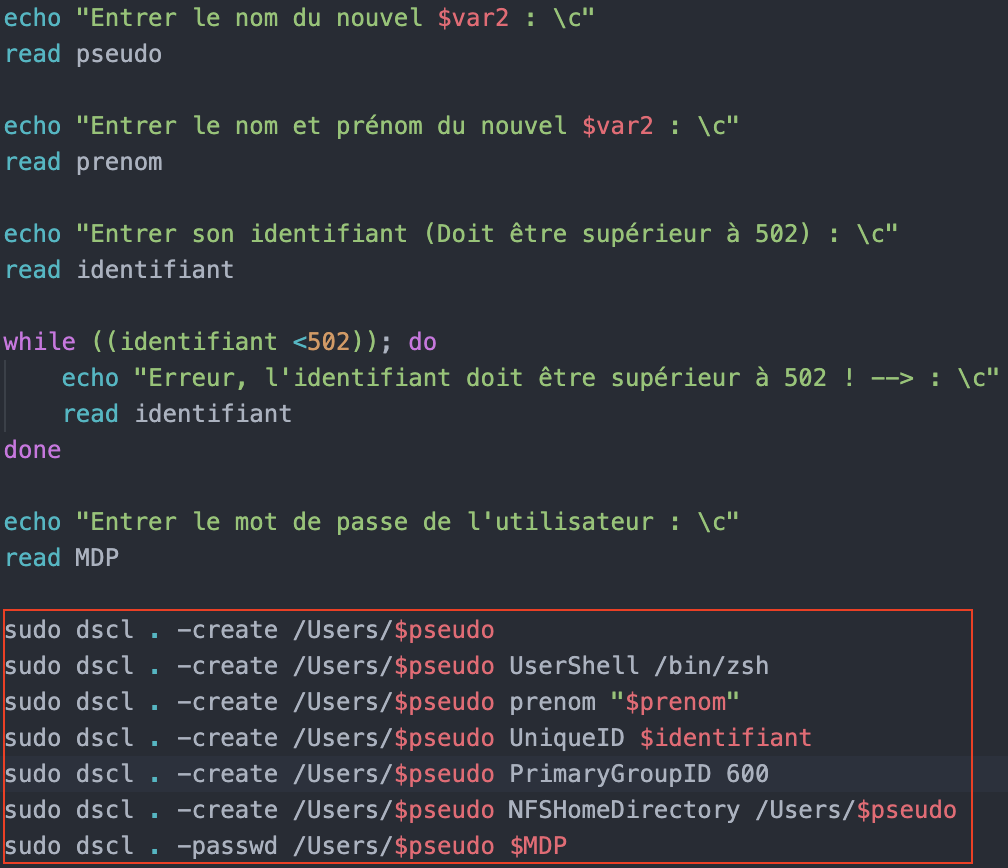 echo "Entrer le nom du nouvel $var2 : \c"
read pseudo
echo "Entrer le nom et prénom du nouvel $var2 : \c"
read prenom
echo "Entrer son identifiant (Doit être supérieur à 502) : \c"
read identifiant
while ((identifiant <502)); do
echo "Erreur, l'identifiant doit être supérieur à 502 ! --> : \c"
read identifiant
done
echo "Entrer le mot de passe de l'utilisateur : \c"
read MDP
sudo dscl . -create /Users/$pseudo
sudo dscl . -create /Users/$pseudo UserShell /bin/zsh
sudo dscl . -create /Users/$pseudo prenom "$prenom"
sudo dscl . -create /Users/$pseudo UniqueID $identifiant
sudo dscl . -create /Users/$pseudo PrimaryGroupID 600
sudo dscl . -create /Users/$pseudo NFSHomeDirectory /Users/$pseudo
sudo dscl . -passwd /Users/$pseudo $MDP